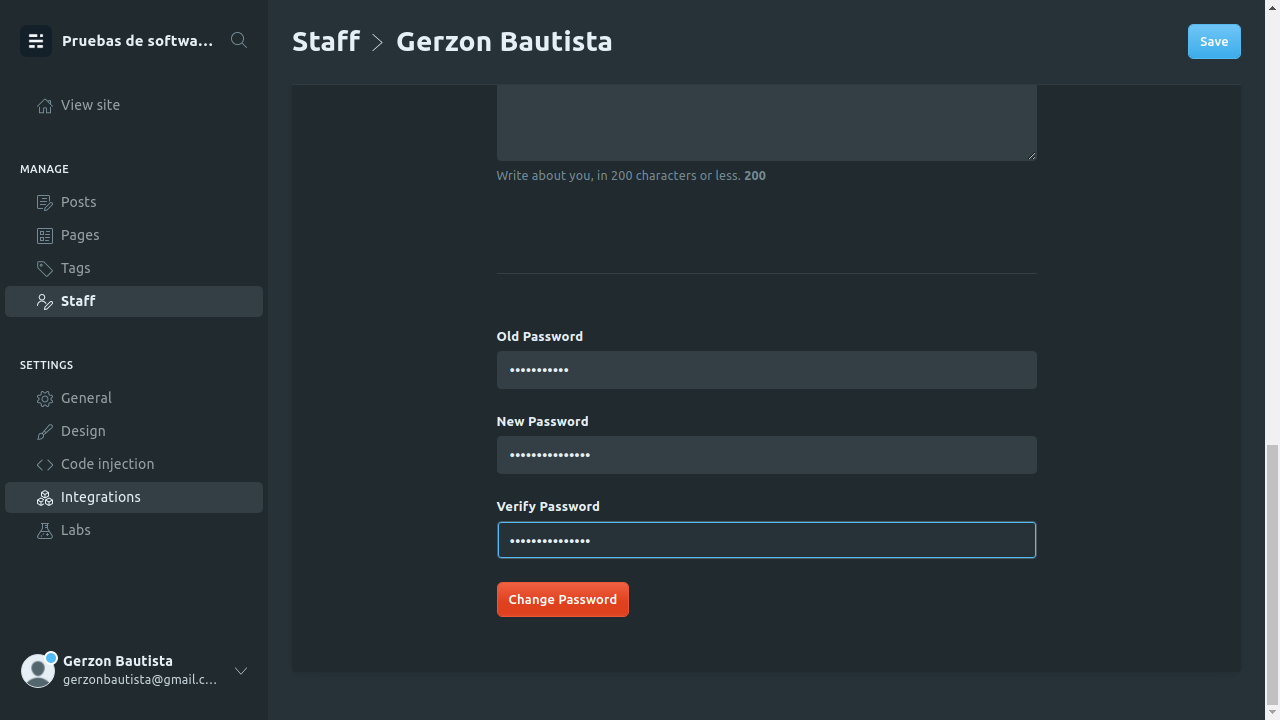 Pruebas de softwa...
View site
MANAGE
Posts
Pages
Tags
Staff
SETTINGS
General
Design
Code injection
Integrations
Labs
Gerzon Bautista
gerzonbautista@gmail.c...
Staff > Gerzon Bautista
Save
Write about you, in 200 characters or less. 200
Old Password
•••••••••••
New Password
•••••••••••••••
Verify Password
•••••••••••••••
Change Password